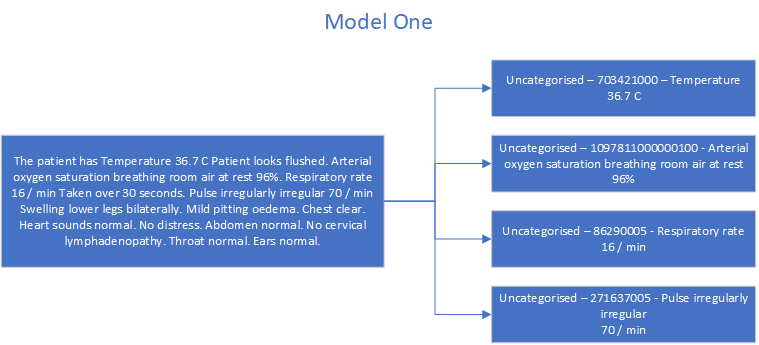 Model One
The patient has Temperature 36.7 C Patient looks flushed. Arterial
oxygen saturation breathing room air at rest 96%. Respiratory rate
16 / min Taken over 30 seconds. Pulse irregularly irregular 70 / min
Swelling lower legs bilaterally. Mild pitting oedema. Chest clear.
Heart sounds normal. No distress. Abdomen normal. No cervical
lymphadenopathy. Throat normal. Ears normal.
Uncategorised – 703421000 – Temperature
36.7 C
Uncategorised – 1097811000000100 - Arterial
oxygen saturation breathing room air at rest
96%
Uncategorised – 86290005 - Respiratory rate
16 / min
Uncategorised – 271637005 - Pulse irregularly
irregular
70 / min